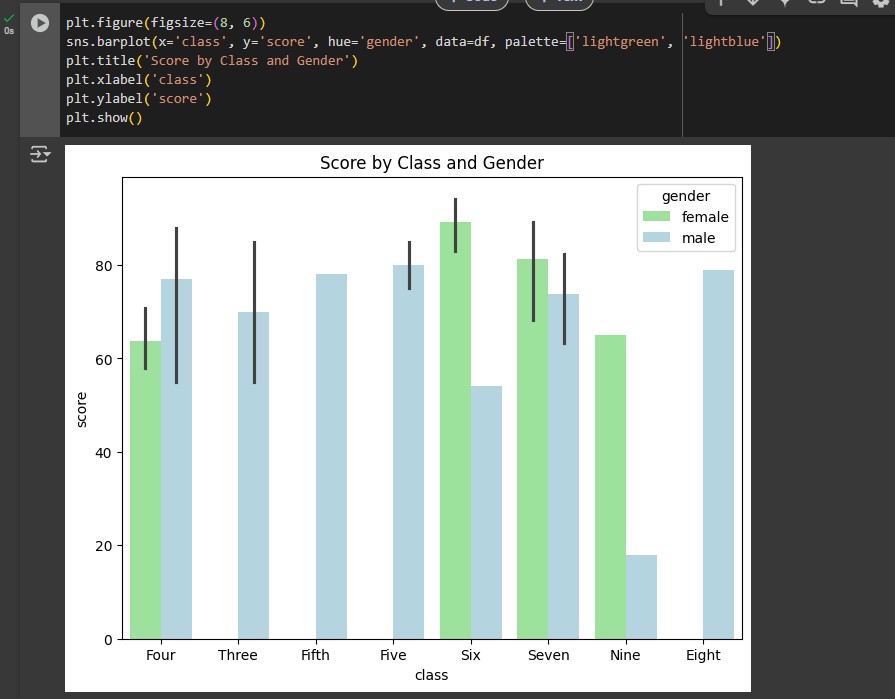 0s
plt.figure(figsize=(8, 6))
sns.barplot(x='class', y='score', hue='gender', data=df, palette=['lightgreen', 'lightblue'])
plt.title('Score by Class and Gender')
plt.xlabel('class')
plt.ylabel('score')
plt.show()
Score by Class and Gender
gender
female
male
80
60
40
20
0
score
Four Three Fifth Five Six Seven Nine Eight
class